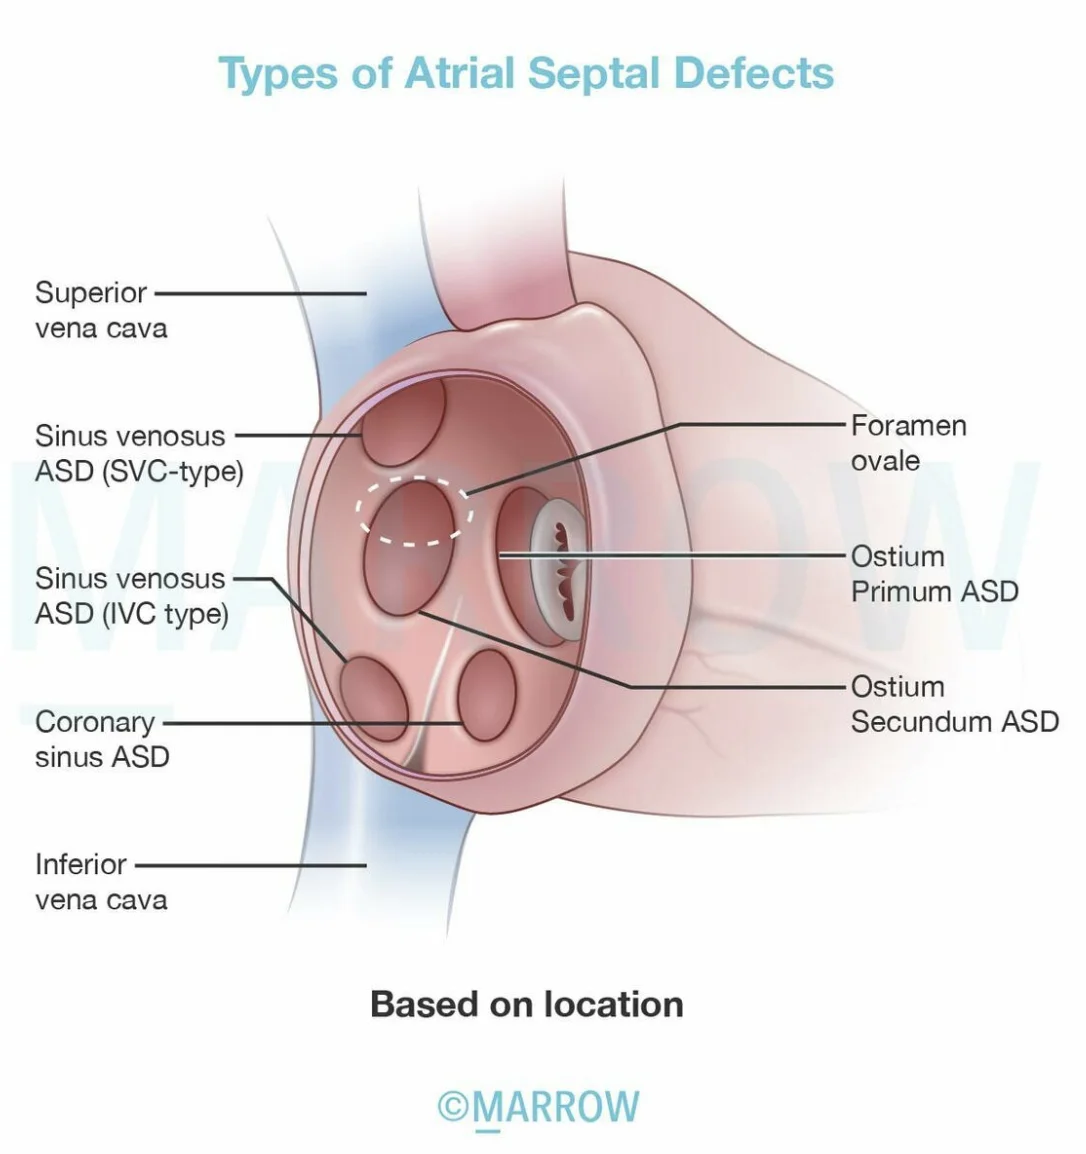 Types of Atrial Septal Defects
Superior
vena cava
Sinus venosus
ASD (SVC-type)
Foramen
ovale
Ostium
Primum ASD
Sinus venosus
ASD (IVC type)
Ostium
Secundum ASD
Coronary
sinus ASD
Inferior
vena cava
Based on location
©MARROW
MARROW